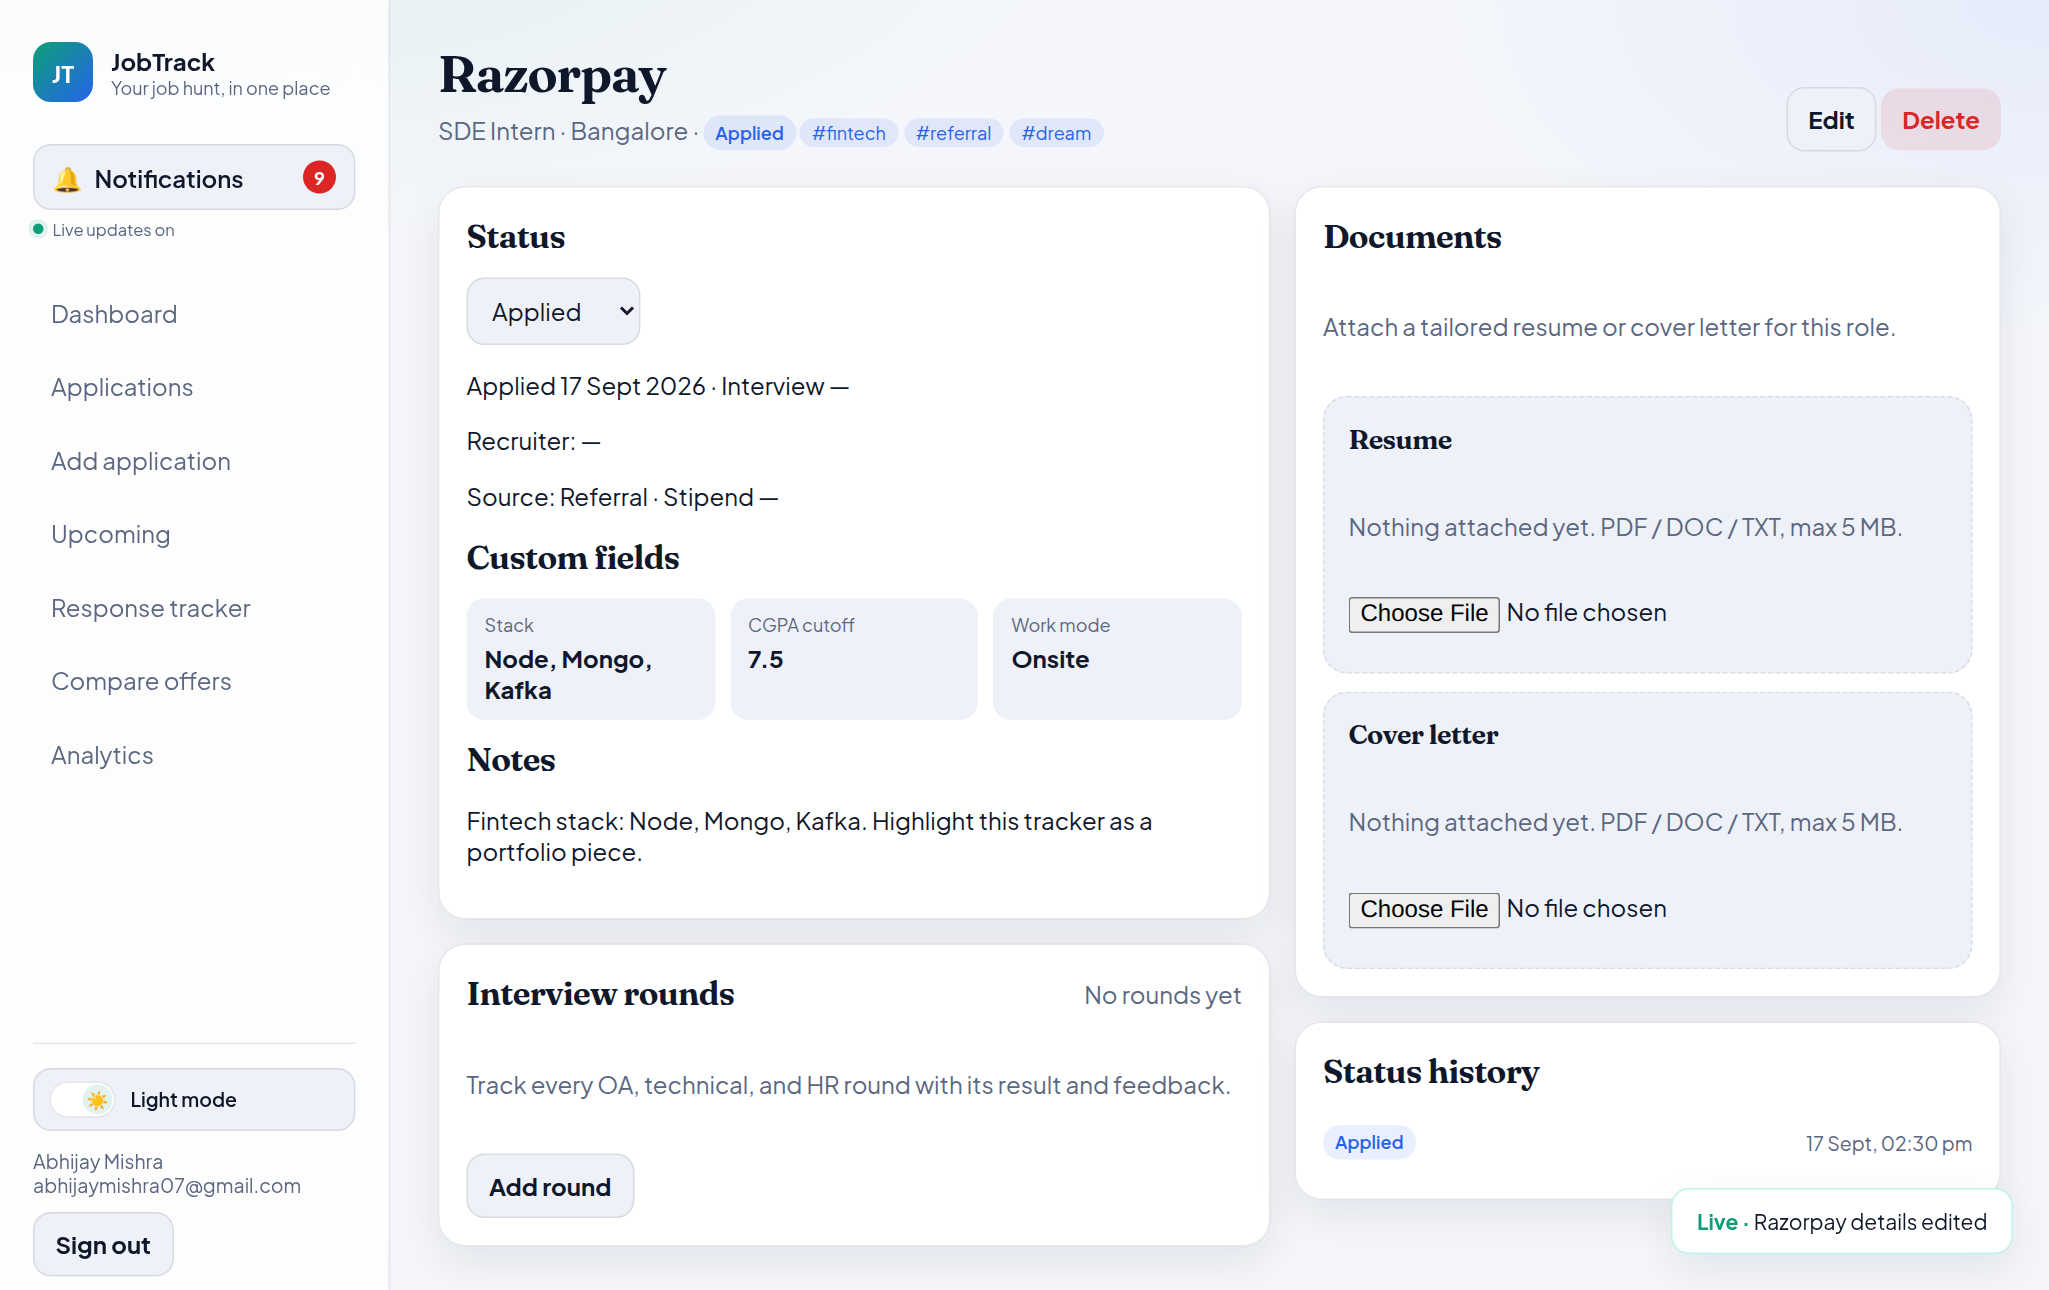 JT
JobTrack
Your job hunt, in one place
Notifications 9
Live updates on
Dashboard
Applications
Add application
Upcoming
Response tracker
Compare offers
Analytics
Light mode
Abhijay Mishra
abhijaymishra07@gmail.com
Sign out
Razorpay
SDE Intern · Bangalore · Applied #fintech #referral #dream
Edit Delete
Status
Applied
Applied 17 Sept 2026 · Interview —
Recruiter: —
Source: Referral · Stipend —
Custom fields
Stack
Node, Mongo,
Kafka
CGPA cutoff
7.5
Work mode
Onsite
Notes
Fintech stack: Node, Mongo, Kafka. Highlight this tracker as a
portfolio piece.
Interview rounds No rounds yet
Track every OA, technical, and HR round with its result and feedback.
Add round
Documents
Attach a tailored resume or cover letter for this role.
Resume
Nothing attached yet. PDF / DOC / TXT, max 5 MB.
Choose File No file chosen
Cover letter
Nothing attached yet. PDF / DOC / TXT, max 5 MB.
Choose File No file chosen
Status history
Applied 17 Sept, 02:30 pm
Live · Razorpay details edited